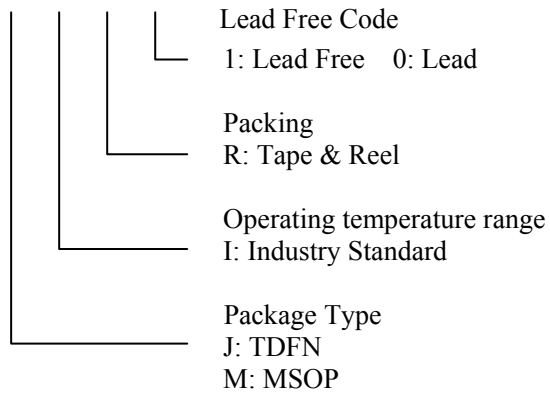 Lead Free Code
1: Lead Free 0: Lead
Packing
R: Tape & Reel
Operating temperature range
I: Industry Standard
Package Type
J: TDFN
M: MSOP